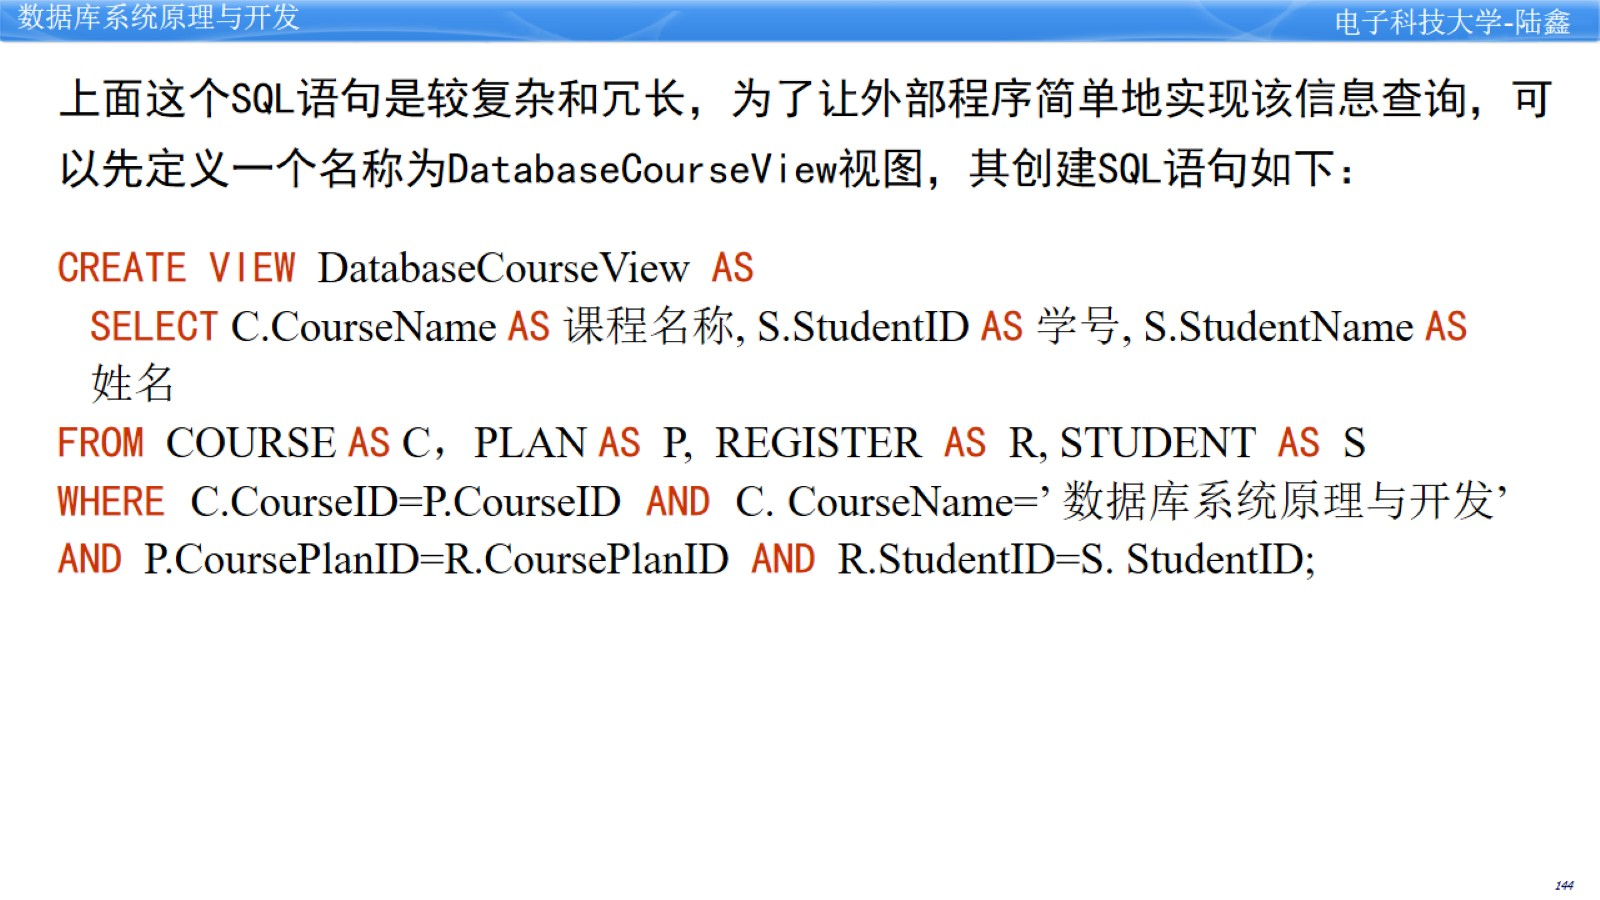 数据库系统原理与开发
电子科技大学-陆鑫
上面这个SQL语句是较复杂和冗长，为了让外部程序简单地实现该信息查询，可
以先定义一个名称为DatabaseCourseView视图，其创建SQL语句如下：
CREATE VIEW DatabaseCourseView AS
SELECT C.CourseName AS 课程名称, S.StudentID AS 学号, S.StudentName AS
姓名
FROM COURSE AS C，PLAN AS P, REGISTER AS R, STUDENT AS S
WHERE C.CourseID=P.CourseID AND C. CourseName=’ 数据库系统原理与开发’
AND P.CoursePlanID=R.CoursePlanID AND R.StudentID=S. StudentID;
144